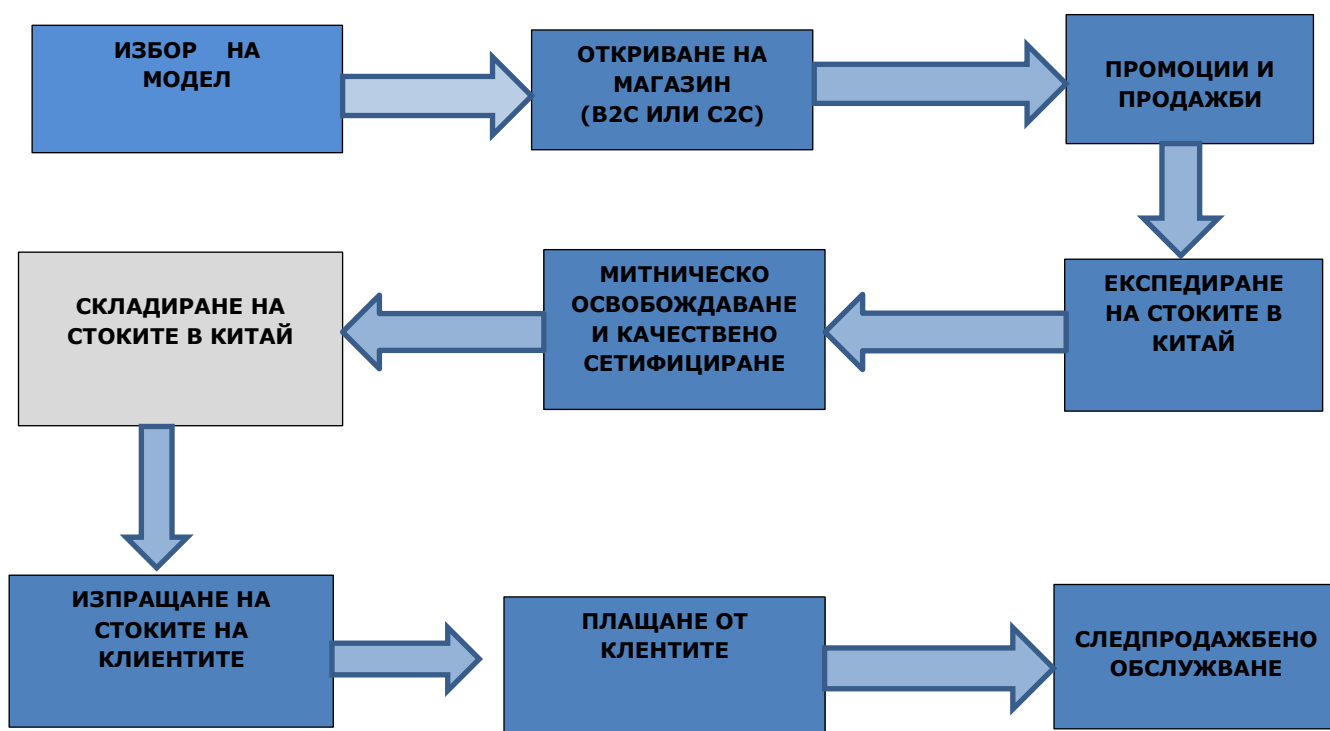 ИЗБОР НА
МОДЕЛ
ОТКРИВАНЕ НА
МАГАЗИН
(B2C ИЛИ C2C)
ПРОМОЦИИ И
ПРОДАЖБИ
ЕКСПЕДИРАНЕ
НА СТОКИТЕ В
КИТАЙ
МИТНИЧЕСКО
ОСВОБОЖДАВАНЕ
И КАЧЕСТВЕНО
СЕТИФИЦИРАНЕ
СКЛАДИРАНЕ НА
СТОКИТЕ В КИТАЙ
ИЗПРАЩАНЕ НА
СТОКИТЕ НА
КЛИЕНТИТЕ
ПЛАЩАНЕ ОТ
КЛЕНТИТЕ
СЛЕДПРОДАЖБЕНО
ОБСЛУЖВАНЕ